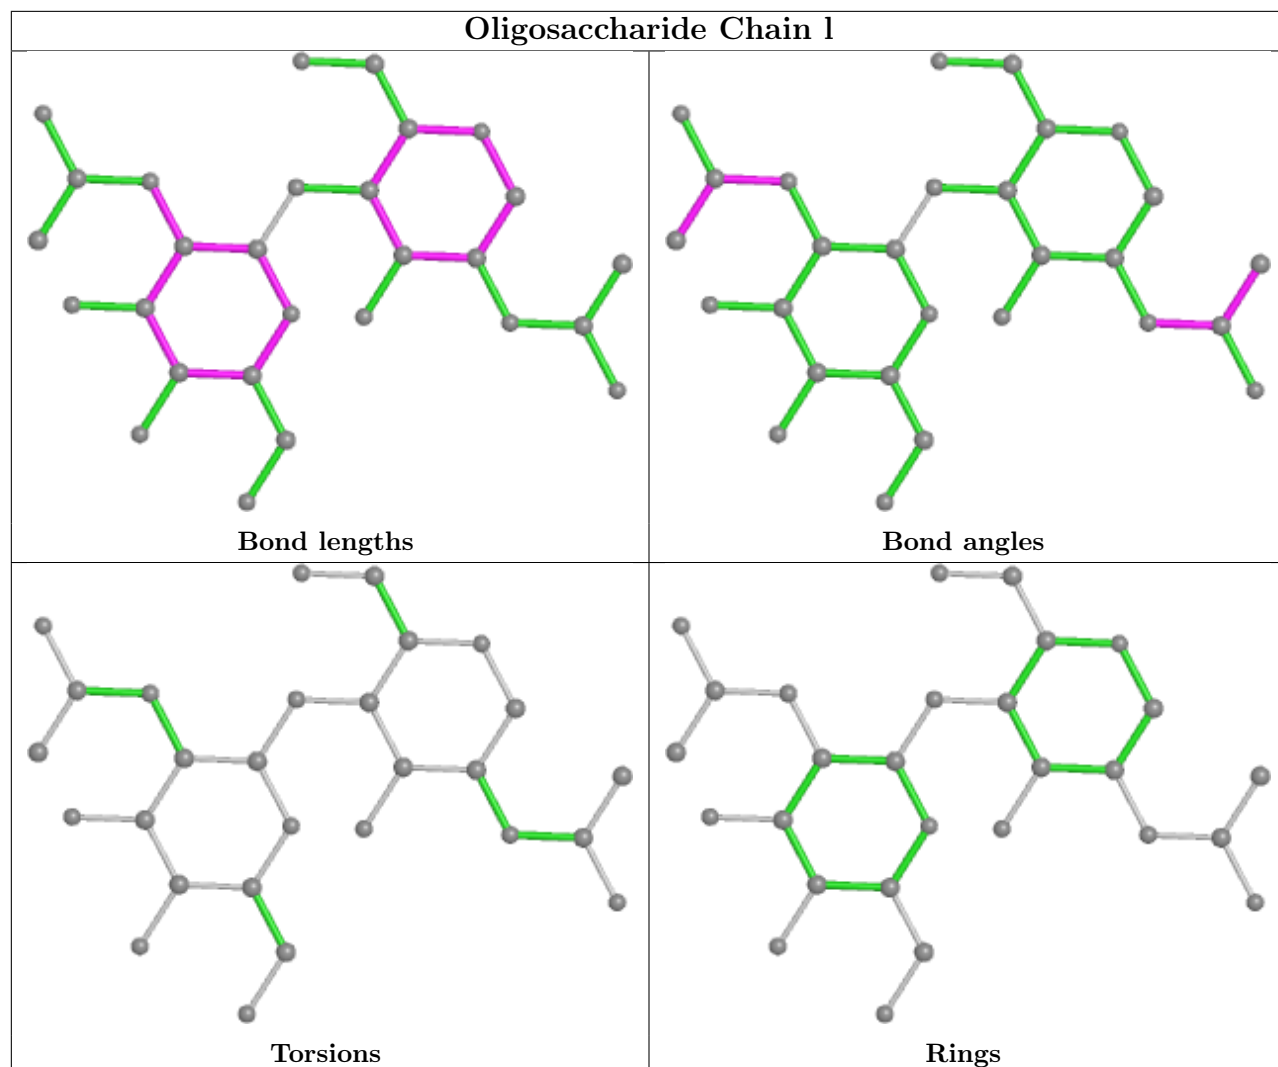 Oligosaccharide Chain l
Bond lengths
Bond angles
Torsions
Rings